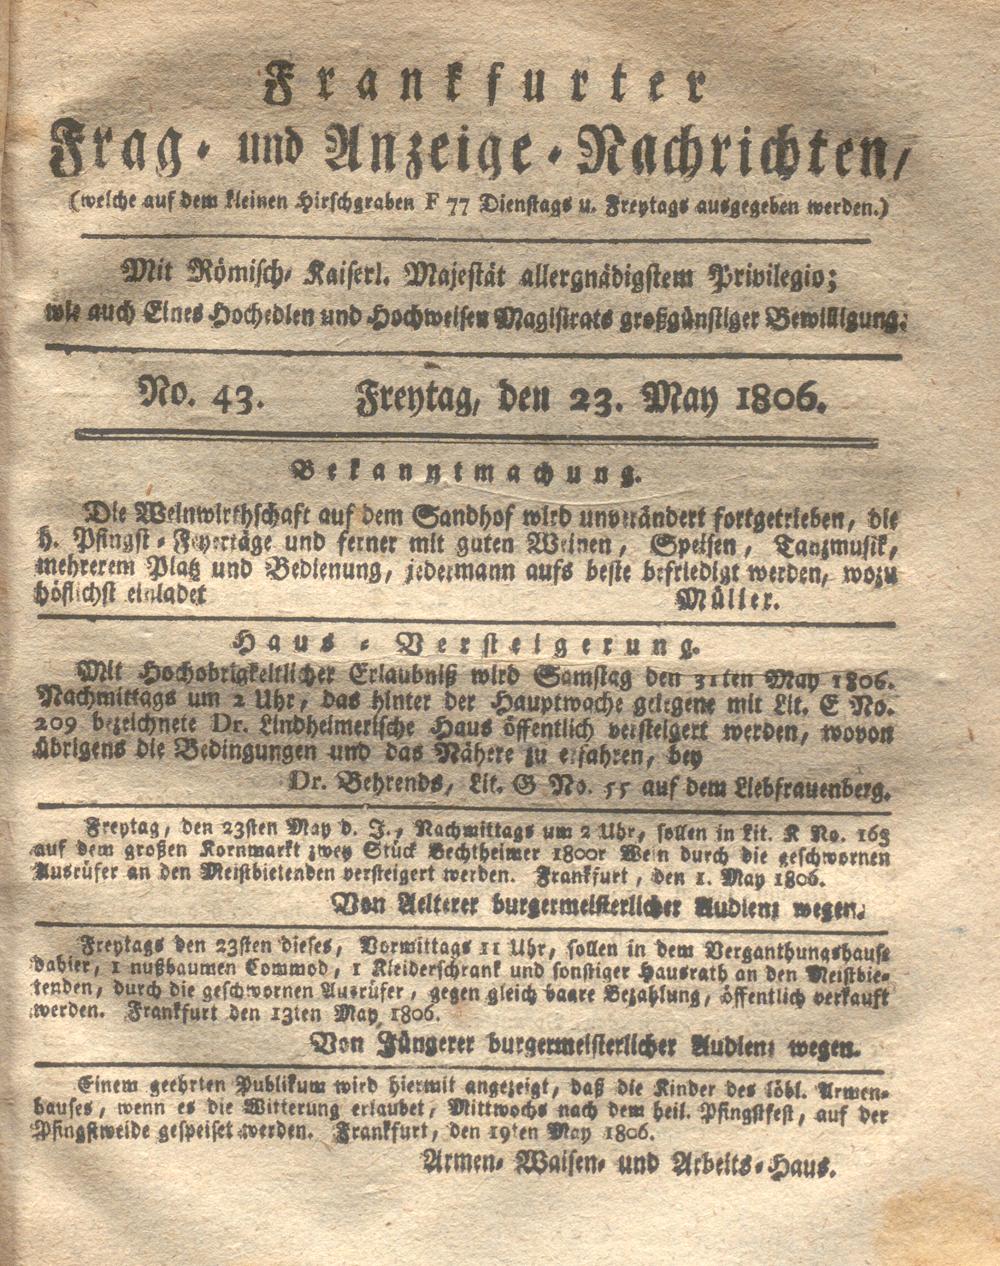 Frankfurter
Frag- und Anzeige-Nachrichten,
(welche auf dem kleinen Hirschgraben F 77 Dienstags u. Freytags ausgegeben werden.)
Mit Römisch- Kaiserl. Majestät allergnädigstem Privilegio;
wie auch Eines Hochedlen und Hochweisen Magistrats großgünstiger Bewilligung.
No. 43. Freytag, den 23. May 1806.
Bekanntmachung.
Die Weinwirthschaft auf dem Sandhof wird unverändert fortgetrieben, die
h. Pfingst-Feyertäge und ferner mit guten Weinen, Speisen, Tanzmusik,
mehrerem Platz und Bedienung, jedermann aufs beste befriedigt werden, wozu
höflichst einladet Müller.
Haus-Versteigerung.
Mit Hochobrigkeitlicher Erlaubniß wird Samstag den 31ten May 1806.
Nachmittags um 2 Uhr, das hinter der Hauptwache gelegene mit Lit. E No.
209 bezeichnete Dr. Lindheimerische Haus öffentlich versteigert werden, wovon
übrigens die Bedingungen und das Nähere zu erfahren, bey
Dr. Behrends, Lit. G No. 55 auf dem Liebfrauenberg.
Freytag, den 23sten May d. J., Nachmittags um 2 Uhr, sollen in Lit. K No. 163
auf dem großen Kornmarkt zwey Stück Bechtheimer 1800r Wein durch die geschwornen
Ausrüfer an den Meistbietenden versteigert werden. Frankfurt, den 1. May 1806.
Von Aelterer burgermeisterlicher Audienz wegen.
Freytags den 23sten dieses, Vormittags 11 Uhr, sollen in dem Verganthungshause
dahier, 1 nußbaumen Commod, 1 Kleiderschrank und sonstiger Hausrath an den Meistbie-
tenden, durch die geschwornen Ausrüfer, gegen gleich baare Bezahlung, öffentlich verkauft
werden. Frankfurt den 13ten May 1806.
Von Jüngerer burgermeisterlicher Audienz wegen.
Einem geehrten Publikum wird hiermit angezeigt, daß die Kinder des löbl. Armen-
hauses, wenn es die Witterung erlaubet, Mittwochs nach dem heil. Pfingstfest, auf der
Pfingstweide gespeiset werden. Frankfurt, den 19ten May 1806.
Armen- Waisen- und Arbeits-Haus.